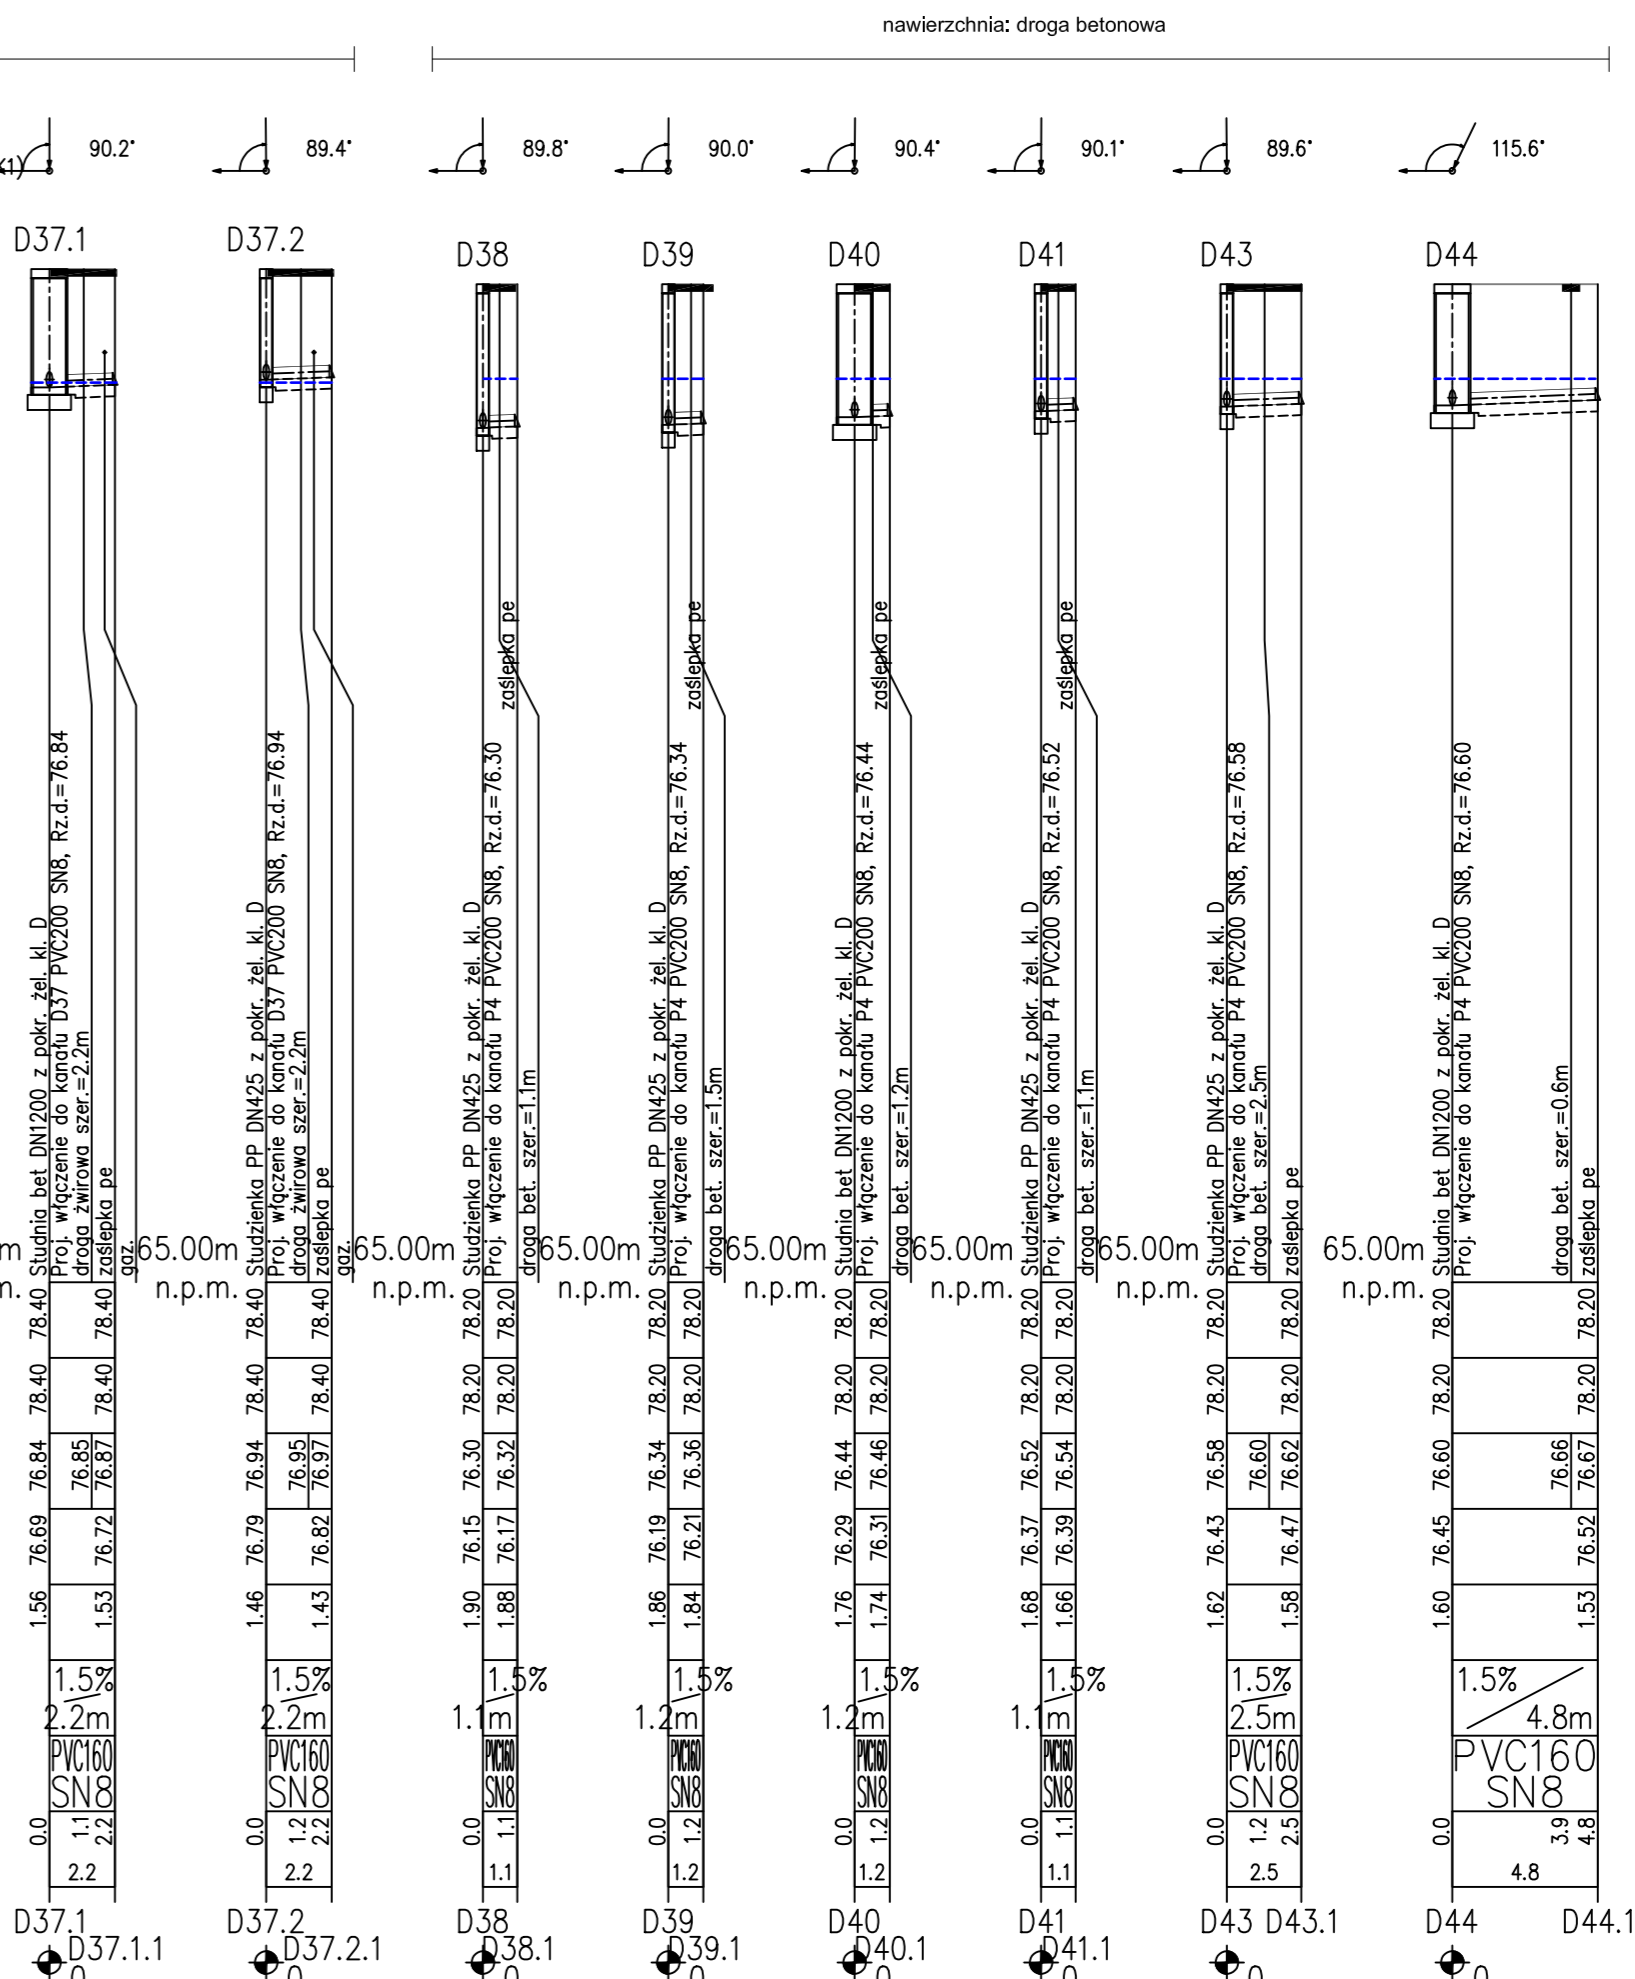 nawierzchnia: droga betonowa
90.2°
89.4°
89.8°
90.0°
90.4°
90.1°
89.6°
115.6°
D37.1
D37.2
D38
D39
D40
D41
D43
D44
Studnia bet DN1200 z pokr. żel. kl. D
Proj. włączenie do kanału D37 PVC200 SN8, Rz.d.=76.84
droga żwirowa szer.=2.2m
zaślepka pe
gaz.
65.00m
n.p.m.
Studzienka PP DN425 z pokr. żel. kl. D
Proj. włączenie do kanału D37 PVC200 SN8, Rz.d.=76.94
droga żwirowa szer.=2.2m
zaślepka pe
gaz.
65.00m
n.p.m.
Studzienka PP DN425 z pokr. żel. kl. D
Proj. włączenie do kanału P4 PVC200 SN8, Rz.d.=76.30
zaślepka pe
droga bet. szer.=1.1m
65.00m
n.p.m.
Studzienka PP DN425 z pokr. żel. kl. D
Proj. włączenie do kanału P4 PVC200 SN8, Rz.d.=76.34
zaślepka pe
droga bet. szer.=1.5m
65.00m
n.p.m.
Studnia bet DN1200 z pokr. żel. kl. D
Proj. włączenie do kanału P4 PVC200 SN8, Rz.d.=76.44
zaślepka pe
droga bet. szer.=1.2m
65.00m
n.p.m.
Studzienka PP DN425 z pokr. żel. kl. D
Proj. włączenie do kanału P4 PVC200 SN8, Rz.d.=76.52
zaślepka pe
droga bet. szer.=1.1m
65.00m
n.p.m.
Studzienka PP DN425 z pokr. żel. kl. D
Proj. włączenie do kanału P4 PVC200 SN8, Rz.d.=76.58
droga bet. szer.=2.5m
zaślepka pe
65.00m
n.p.m.
Studnia bet DN1200 z pokr. żel. kl. D
Proj. włączenie do kanału P4 PVC200 SN8, Rz.d.=76.60
droga bet. szer.=0.6m
zaślepka pe
78.40 78.40 78.40 78.40 78.20 78.20 78.20 78.20 78.20 78.20 78.20 78.20 78.20 78.20 78.20 78.20
78.40 78.40 78.40 78.40 78.20 78.20 78.20 78.20 78.20 78.20 78.20 78.20 78.20 78.20 78.20 78.20
76.84 76.85 76.87 76.94 76.95 76.97 76.30 76.32 76.34 76.36 76.44 76.46 76.52 76.54 76.58 76.60 76.62 76.60 76.66 76.67
76.69 76.72 76.79 76.82 76.15 76.17 76.19 76.21 76.29 76.31 76.37 76.39 76.43 76.47 76.45 76.52
1.56 1.53 1.46 1.43 1.90 1.88 1.86 1.84 1.76 1.74 1.68 1.66 1.62 1.58 1.60 1.53
1.5% 1.5% 1.5% 1.5% 1.5% 1.5% 1.5% 1.5%
2.2m 2.2m 1.1m 1.2m 1.2m 1.1m 2.5m 4.8m
PVC160 PVC160 PVC160 PVC160 PVC160 PVC160 PVC160 PVC160
SN8 SN8 SN8 SN8 SN8 SN8 SN8 SN8
0.0 1.1 2.2 0.0 1.2 2.2 0.0 1.1 0.0 1.2 0.0 1.2 0.0 1.1 0.0 1.2 2.5 0.0 3.9 4.8
2.2 2.2 1.1 1.2 1.2 1.1 2.5 4.8
D37.1 D37.2 D38 D39 D40 D41 D43 D43.1 D44 D44.1
D37.1.1 D37.2.1 D38.1 D39.1 D40.1 D41.1